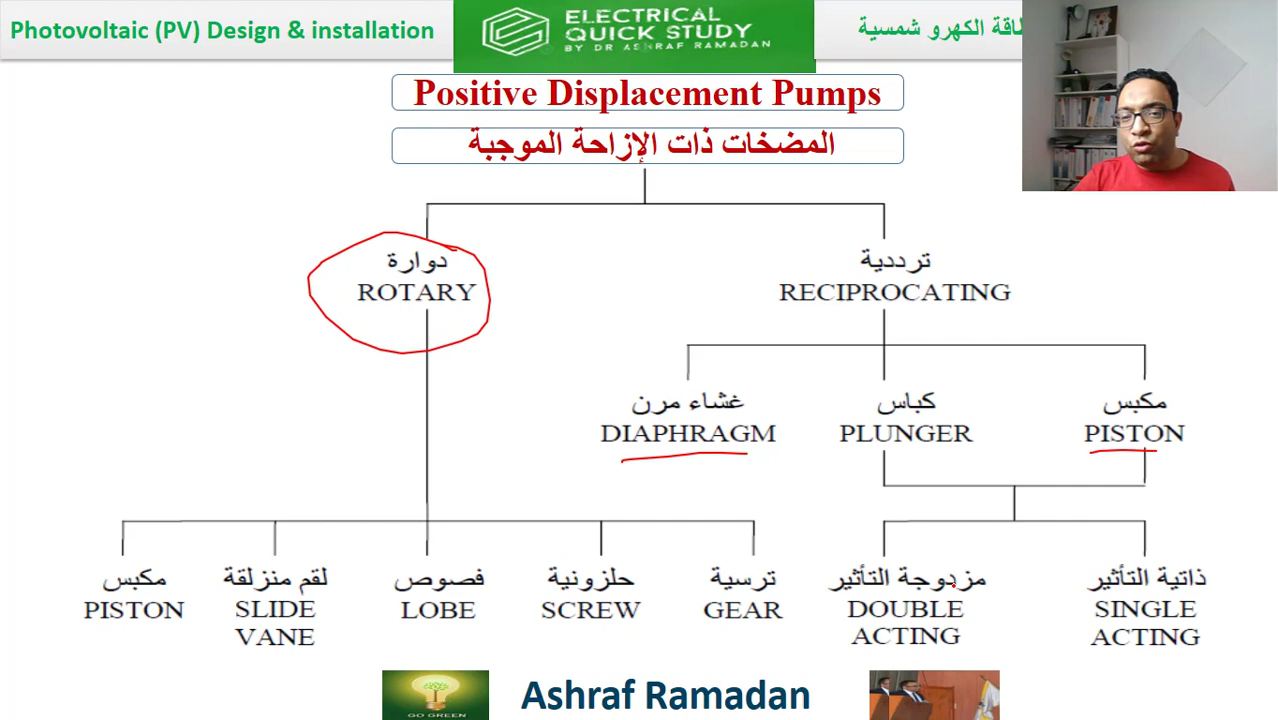 Photovoltaic (PV) Design & installation
ELECTRICAL
QUICK STUDY
BY DR ASHRAF RAMADAN
الكهرو شمسية
Positive Displacement Pumps
المضخات ذات الإزاحة الموجبة
دوارة
ROTARY
ترددية
RECIPROCATING
غشاء مرن
DIAPHRAGM
كباس
PLUNGER
مكبس
PISTON
مكبس
PISTON
لقم منزلقة
SLIDE
VANE
فصوص
LOBE
حلزونية
SCREW
ترسية
GEAR
مزدوجة التأثير
DOUBLE
ACTING
ذاتية التأثير
SINGLE
ACTING
GO GREEN
Ashraf Ramadan